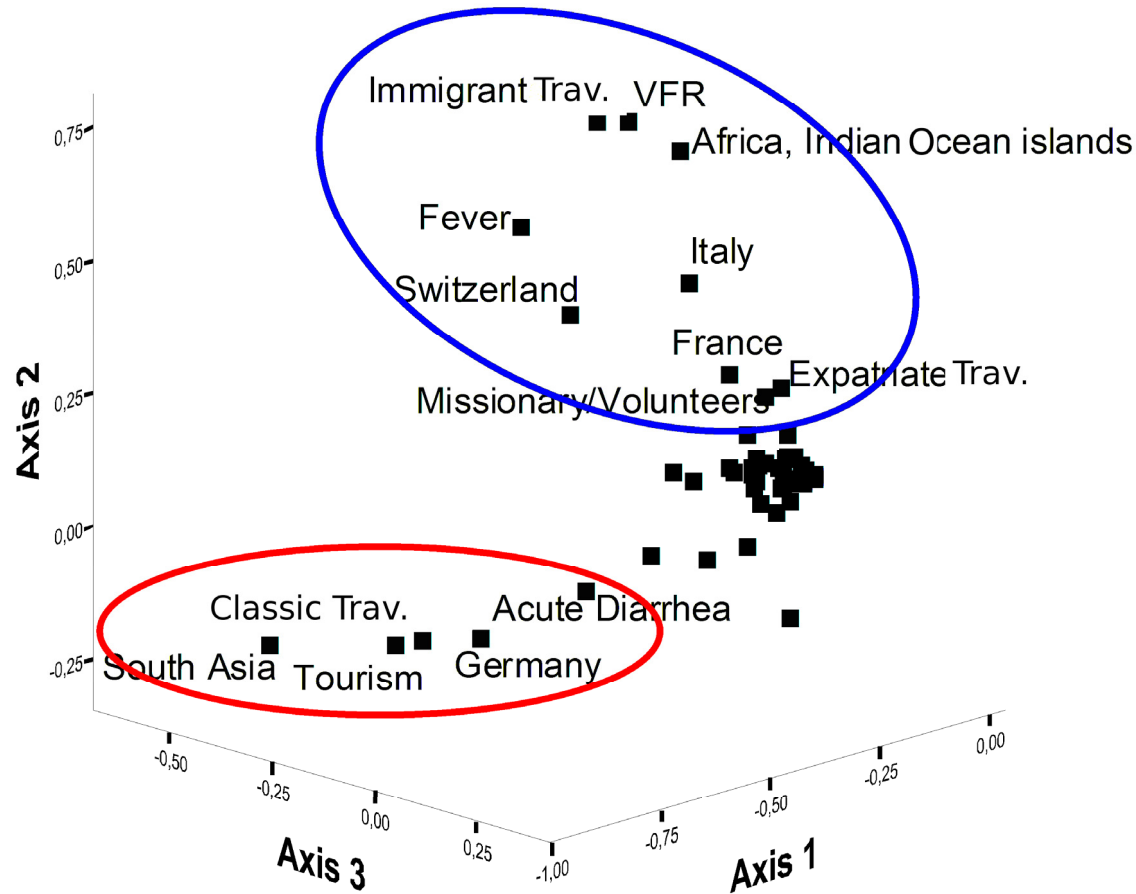 Immigrant Trav. VFR
Africa, Indian Ocean islands
0,75
Fever
Italy
0,50
Switzerland
France
Expatriate Trav.
0,25
Missionary/Volunteers
Axis 2
0,00
Classic Trav.
Acute Diarrhea
-0,25
South Asia
Tourism
Germany
-0,50
-0,25
0,00
0,25
-1,00
-0,75
-0,50
-0,25
0,00
Axis 3
Axis 1